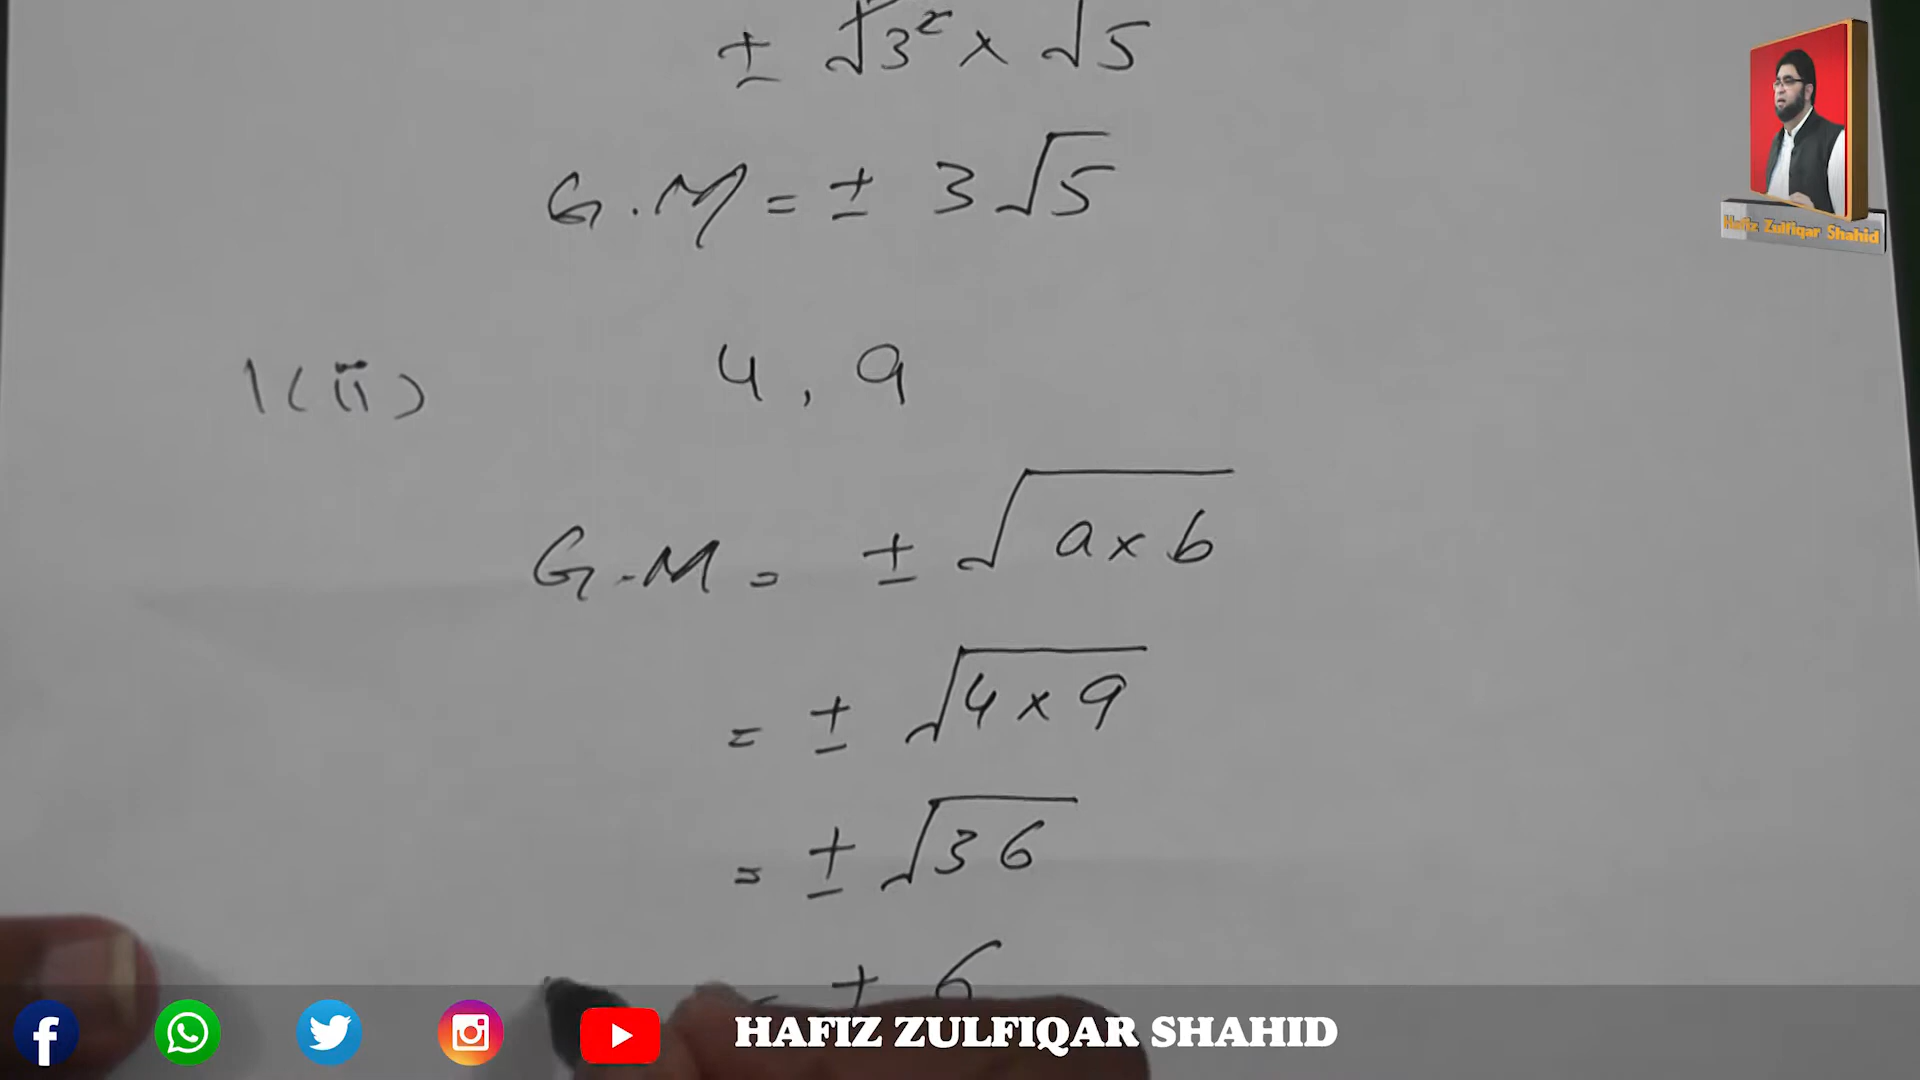 ± √3² × √5
G.M = ± 3√5
Hafiz Zulfiqar Shahid
1(ii) 4, 9
G.M = ± √a×b
= ± √4×9
= ± √36
= ± 6
HAFIZ ZULFIQAR SHAHID